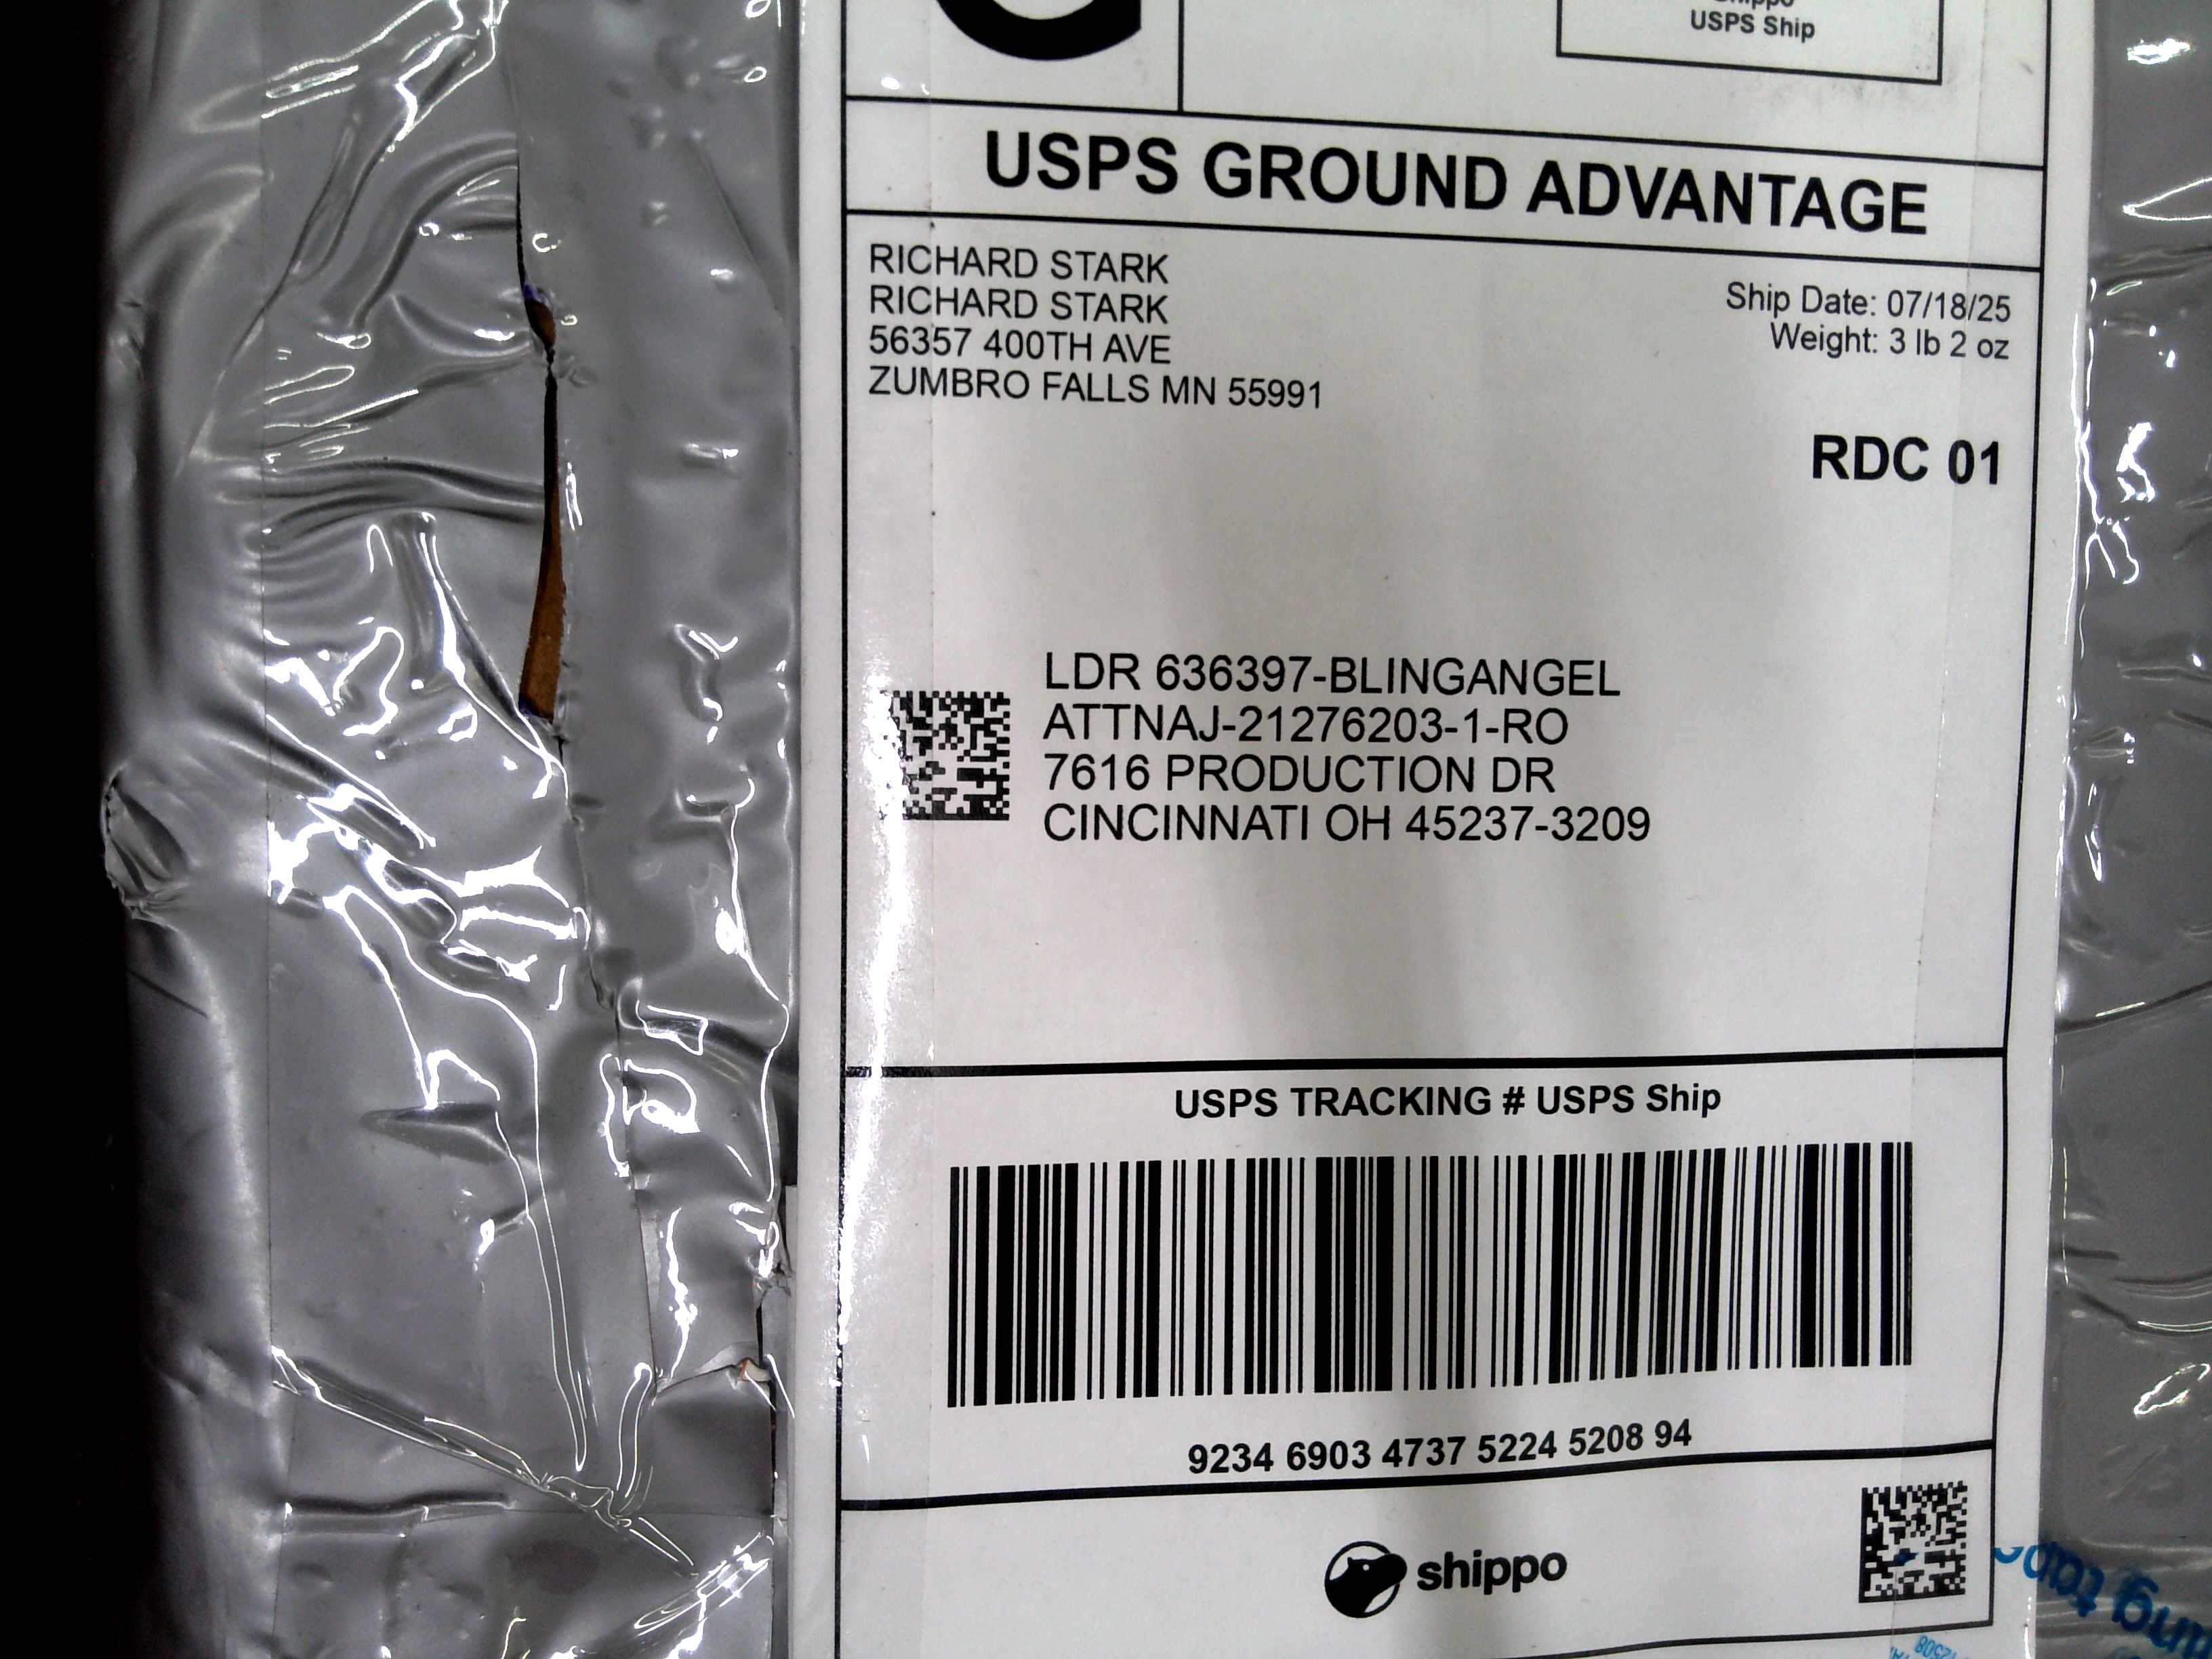 USPS Ship
USPS GROUND ADVANTAGE
RICHARD STARK
RICHARD STARK
56357 400TH AVE
ZUMBRO FALLS MN 55991
Ship Date: 07/18/25
Weight: 3 lb 2 oz
RDC 01
LDR 636397-BLINGANGEL
ATTNAJ-21276203-1-RO
7616 PRODUCTION DR
CINCINNATI OH 45237-3209
USPS TRACKING # USPS Ship
9234 6903 4737 5224 5208 94
shippo